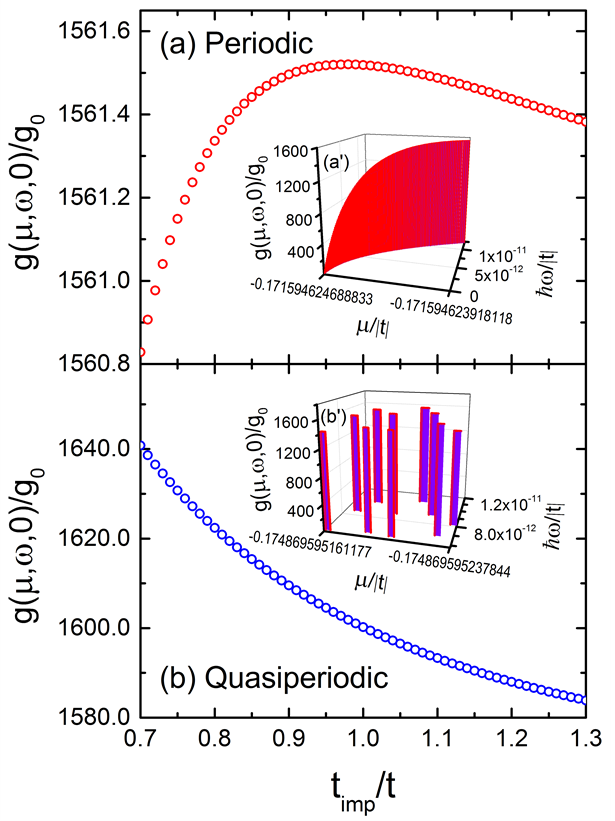 1561.6
(a) Periodic
1561.4
1561.2
1561.0
1560.8
g(μ,ω,0)/g0
1600
(a')
1200
800
400
g(μ,ω,0)/g0
1x10-11
5x10-12
0
ħω/|t|
-0.171594624688833
-0.171594623918118
μ/|t|
1640.0
1620.0
1600.0
1580.0
g(μ,ω,0)/g0
1600
(b')
1200
800
400
g(μ,ω,0)/g0
1.2x10-11
8.0x10-12
ħω/|t|
-0.174869595161177
-0.174869595237844
μ/|t|
(b) Quasiperiodic
0.7 0.8 0.9 1.0 1.1 1.2 1.3
timp/t